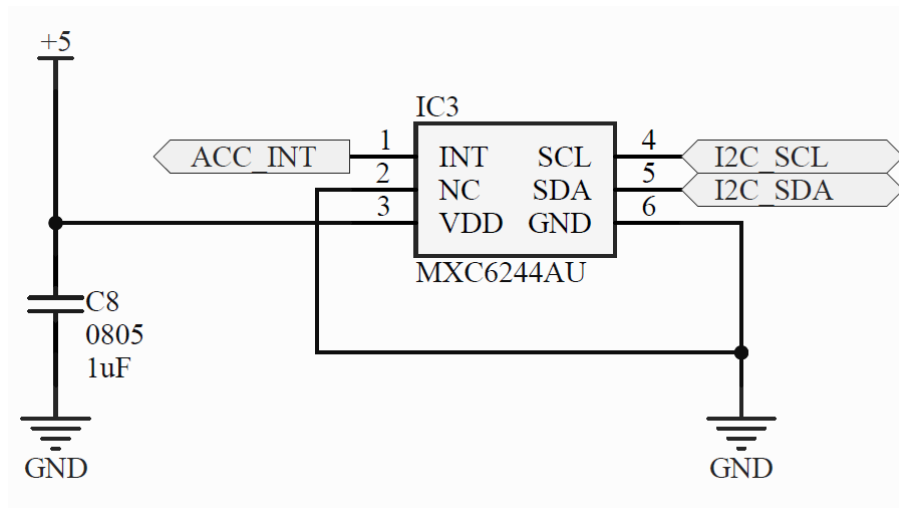 +5
IC3
ACC_INT 1 INT SCL 4 I2C_SCL
2 NC SDA 5 I2C_SDA
3 VDD GND 6
MXC6244AU
C8
0805
1uF
GND
GND